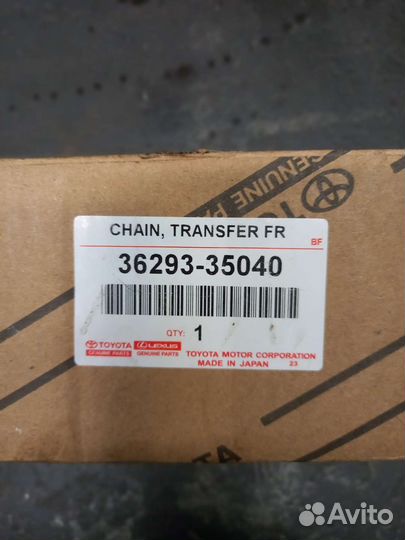 CHAIN, TRANSFER FR
BF
36293-35040
QTY: 1
TOYOTA
GENUINE PARTS
LEXUS
GENUINE PARTS
TOYOTA MOTOR CORPORATION
MADE IN JAPAN 23
TOYOTA
GENUINE PA
Avito